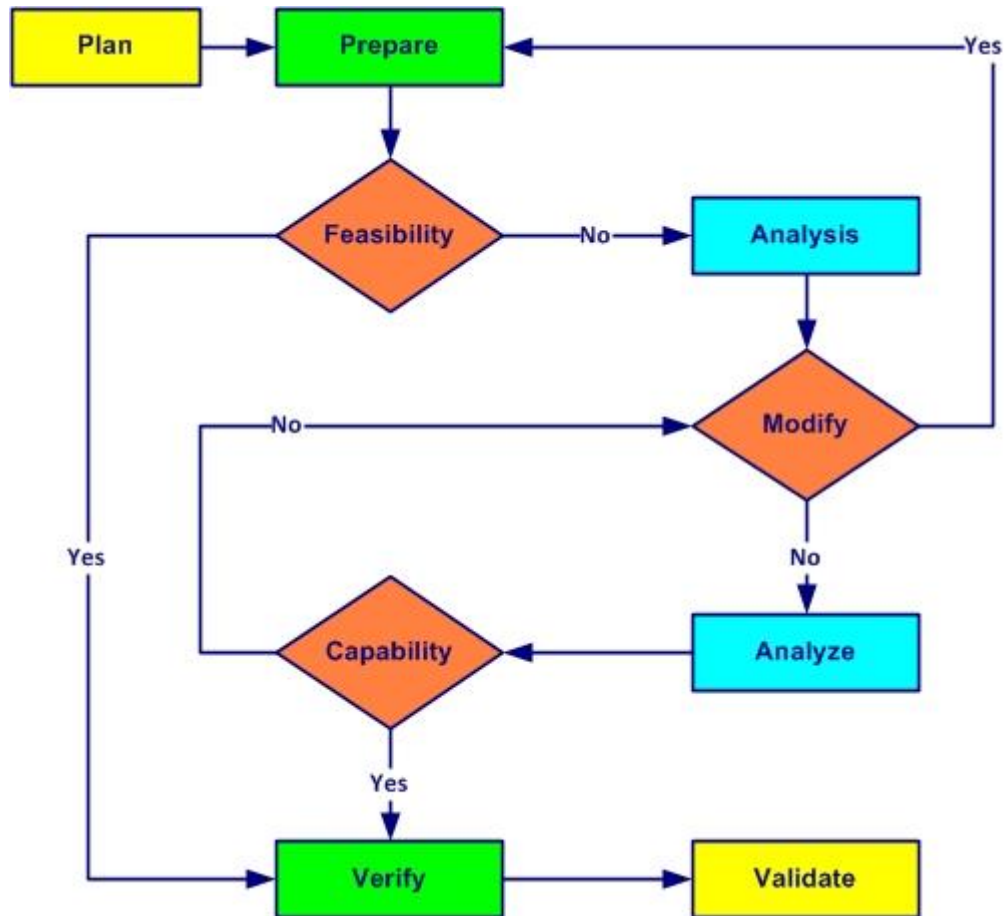 Plan
Prepare
Yes
Feasibility
No
Analysis
No
Modify
Yes
No
Capability
Analyze
Yes
Verify
Validate